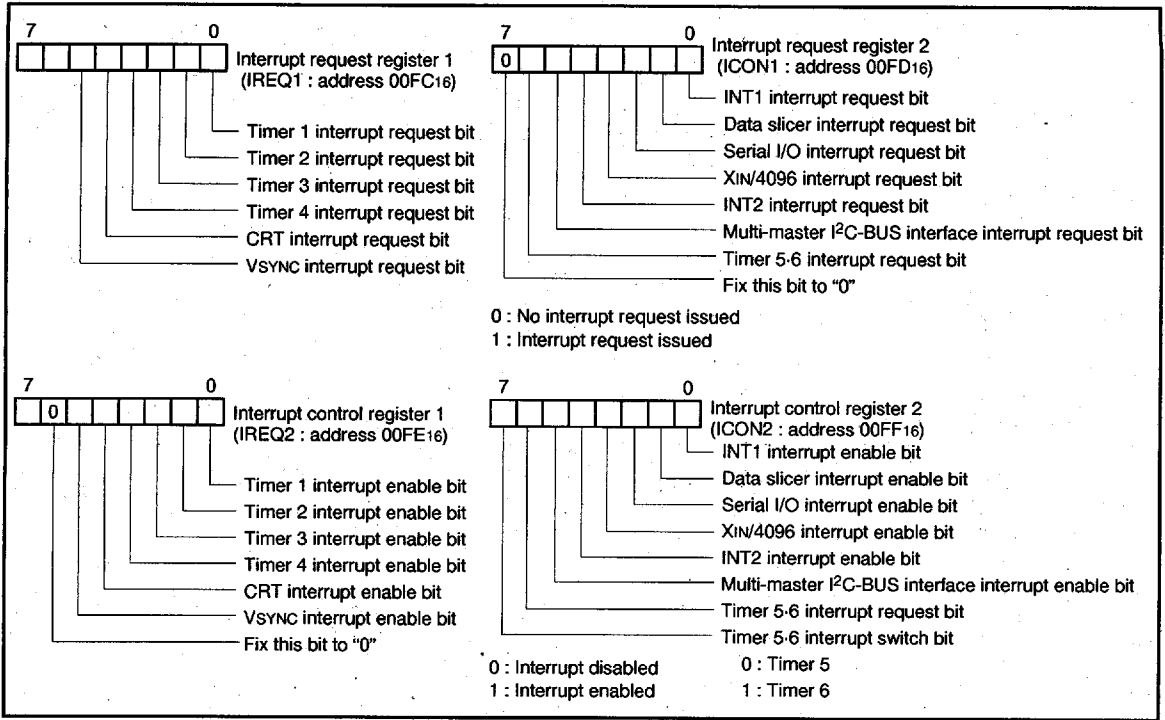 7 0
Interrupt request register 1
(IREQ1 : address 00FC16)
Timer 1 interrupt request bit
Timer 2 interrupt request bit
Timer 3 interrupt request bit
Timer 4 interrupt request bit
CRT interrupt request bit
VSYNC interrupt request bit
7 0
0
Interrupt request register 2
(ICON1 : address 00FD16)
INT1 interrupt request bit
Data slicer interrupt request bit
Serial I/O interrupt request bit
XIN/4096 interrupt request bit
INT2 interrupt request bit
Multi-master I2C-BUS interface interrupt request bit
Timer 5·6 interrupt request bit
Fix this bit to “0”
0 : No interrupt request issued
1 : Interrupt request issued
7 0
0
Interrupt control register 1
(IREQ2 : address 00FE16)
Timer 1 interrupt enable bit
Timer 2 interrupt enable bit
Timer 3 interrupt enable bit
Timer 4 interrupt enable bit
CRT interrupt enable bit
VSYNC interrupt enable bit
Fix this bit to “0”
7 0
Interrupt control register 2
(ICON2 : address 00FF16)
INT1 interrupt enable bit
Data slicer interrupt enable bit
Serial I/O interrupt enable bit
XIN/4096 interrupt enable bit
INT2 interrupt enable bit
Multi-master I2C-BUS interface interrupt enable bit
Timer 5·6 interrupt request bit
Timer 5·6 interrupt switch bit
0 : Interrupt disabled 0 : Timer 5
1 : Interrupt enabled 1 : Timer 6